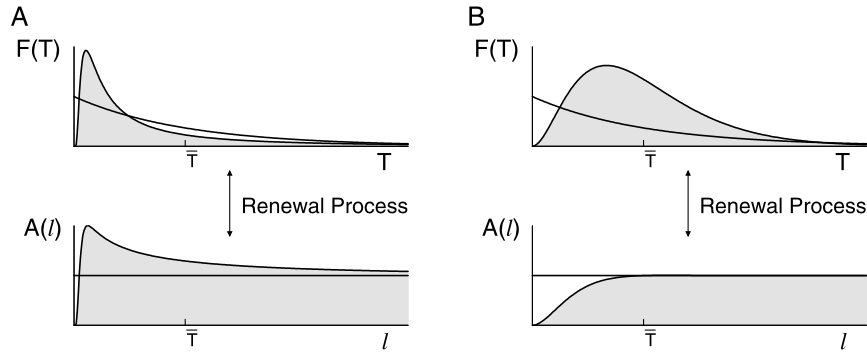 A
F(T)
T̿
T
Renewal Process
A(l)
T̿
l
B
F(T)
T̿
T
Renewal Process
A(l)
T̿
l